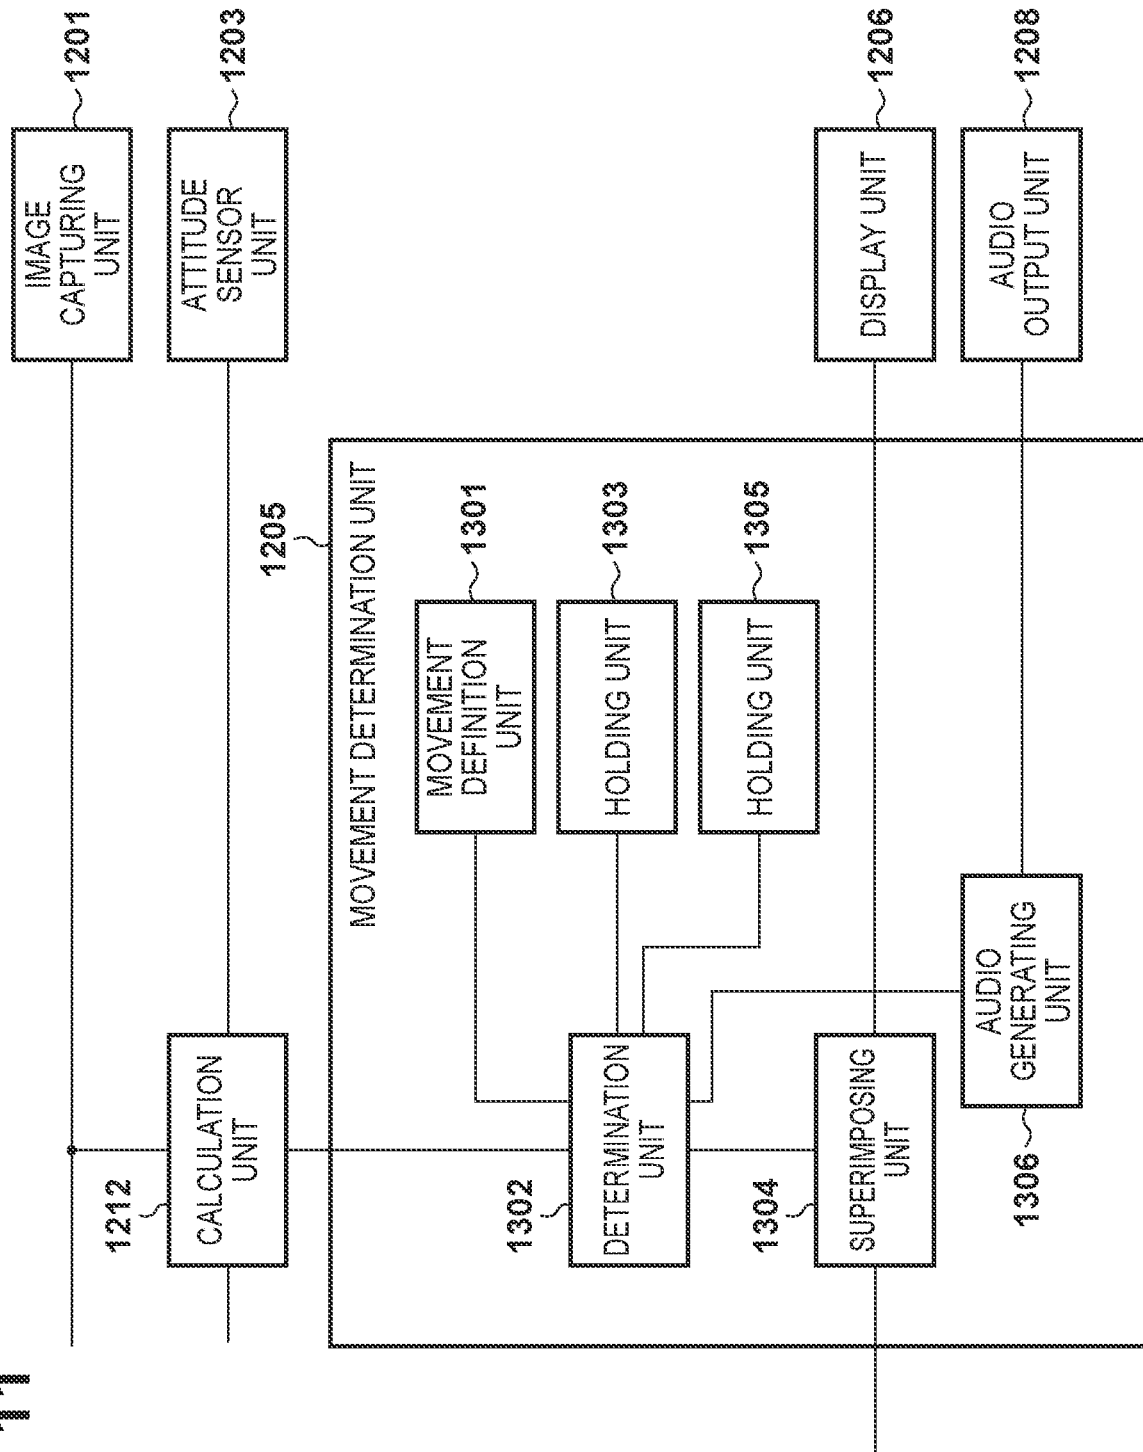 11
IMAGE
CAPTURING
UNIT
1201
1212
CALCULATION
UNIT
ATTITUDE
SENSOR
UNIT
1203
1205
MOVEMENT DETERMINATION UNIT
MOVEMENT
DEFINITION
UNIT
1301
1302
DETERMINATION
UNIT
HOLDING UNIT
1303
HOLDING UNIT
1305
1304
SUPERIMPOSING
UNIT
DISPLAY UNIT
1206
AUDIO
GENERATING
UNIT
1306
AUDIO
OUTPUT UNIT
1208